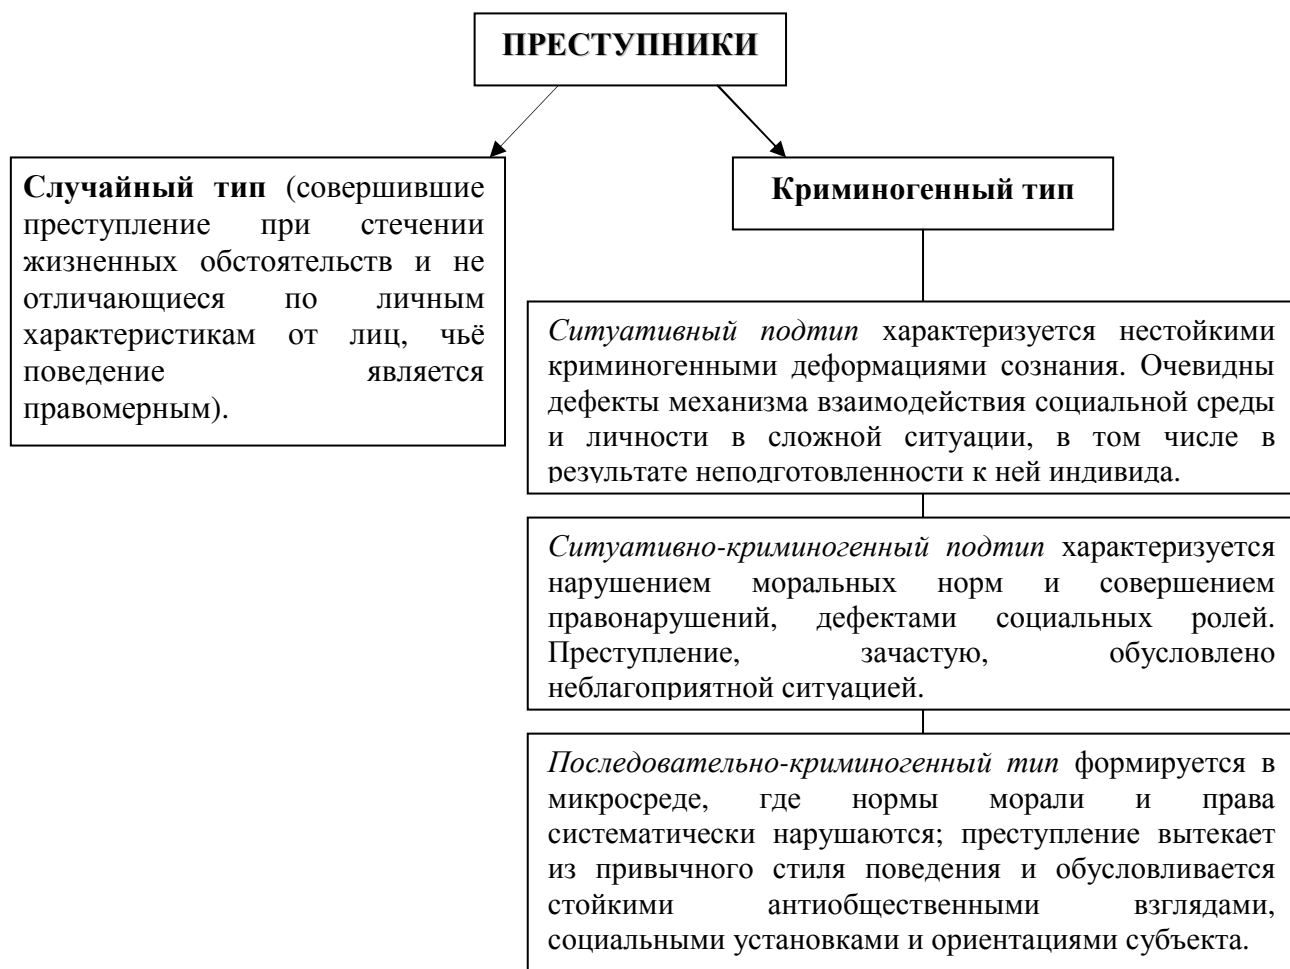 ПРЕСТУПНИКИ
Случайный тип (совершившие
преступление при стечении
жизненных обстоятельств и не
отличающиеся по личным
характеристикам от лиц, чьё
поведение является
правомерным).
Криминогенный тип
Ситуативный подтип характеризуется нестойкими
криминогенными деформациями сознания. Очевидны
дефекты механизма взаимодействия социальной среды
и личности в сложной ситуации, в том числе в
результате неподготовленности к ней индивида.
Ситуативно-криминогенный подтип характеризуется
нарушением моральных норм и совершением
правонарушений, дефектами социальных ролей.
Преступление, зачастую, обусловлено
неблагоприятной ситуацией.
Последовательно-криминогенный тип формируется в
микросреде, где нормы морали и права
систематически нарушаются; преступление вытекает
из привычного стиля поведения и обусловливается
стойкими антиобщественными взглядами,
социальными установками и ориентациями субъекта.